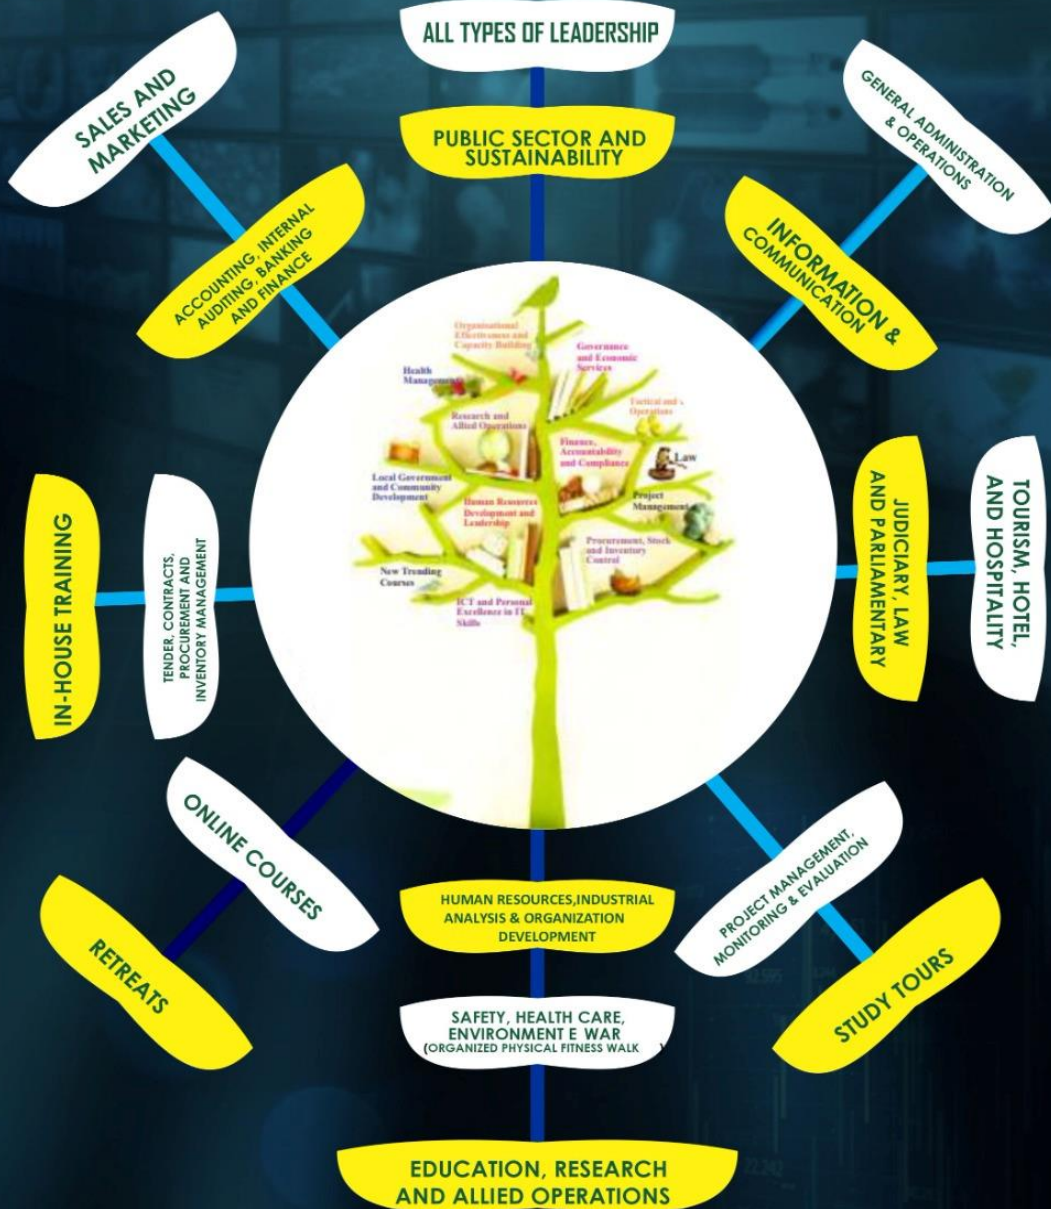 ALL TYPES OF LEADERSHIP
PUBLIC SECTOR AND
SUSTAINABILITY
SALES AND
MARKETING
ACCOUNTING, INTERNAL
AUDITING, BANKING
AND FINANCE
GENERAL ADMINISTRATION
& OPERATIONS
INFORMATION &
COMMUNICATION
Organisational
Effectiveness and
Capacity Building
Governance
and Economic
Services
Health
Management
Tactical and
Operations
Research and
Allied Operations
Finance,
Accountability
and Compliance
Law
Local Government
and Community
Development
Human Resources
Development and
Leadership
Project
Management
Procurement, Stock
and Inventory
Control
New Trending
Courses
ICT and Personal
Excellence in IT
Skills
IN-HOUSE TRAINING
TENDER, CONTRACTS,
PROCUREMENT AND
INVENTORY MANAGEMENT
JUDICIARY, LAW
AND PARLIAMENTARY
TOURISM, HOTEL,
AND HOSPITALITY
ONLINE COURSES
RETREATS
PROJECT MANAGEMENT,
MONITORING & EVALUATION
STUDY TOURS
HUMAN RESOURCES,INDUSTRIAL
ANALYSIS & ORGANIZATION
DEVELOPMENT
SAFETY, HEALTH CARE,
ENVIRONMENT E WAR
(ORGANIZED PHYSICAL FITNESS WALK )
EDUCATION, RESEARCH
AND ALLIED OPERATIONS